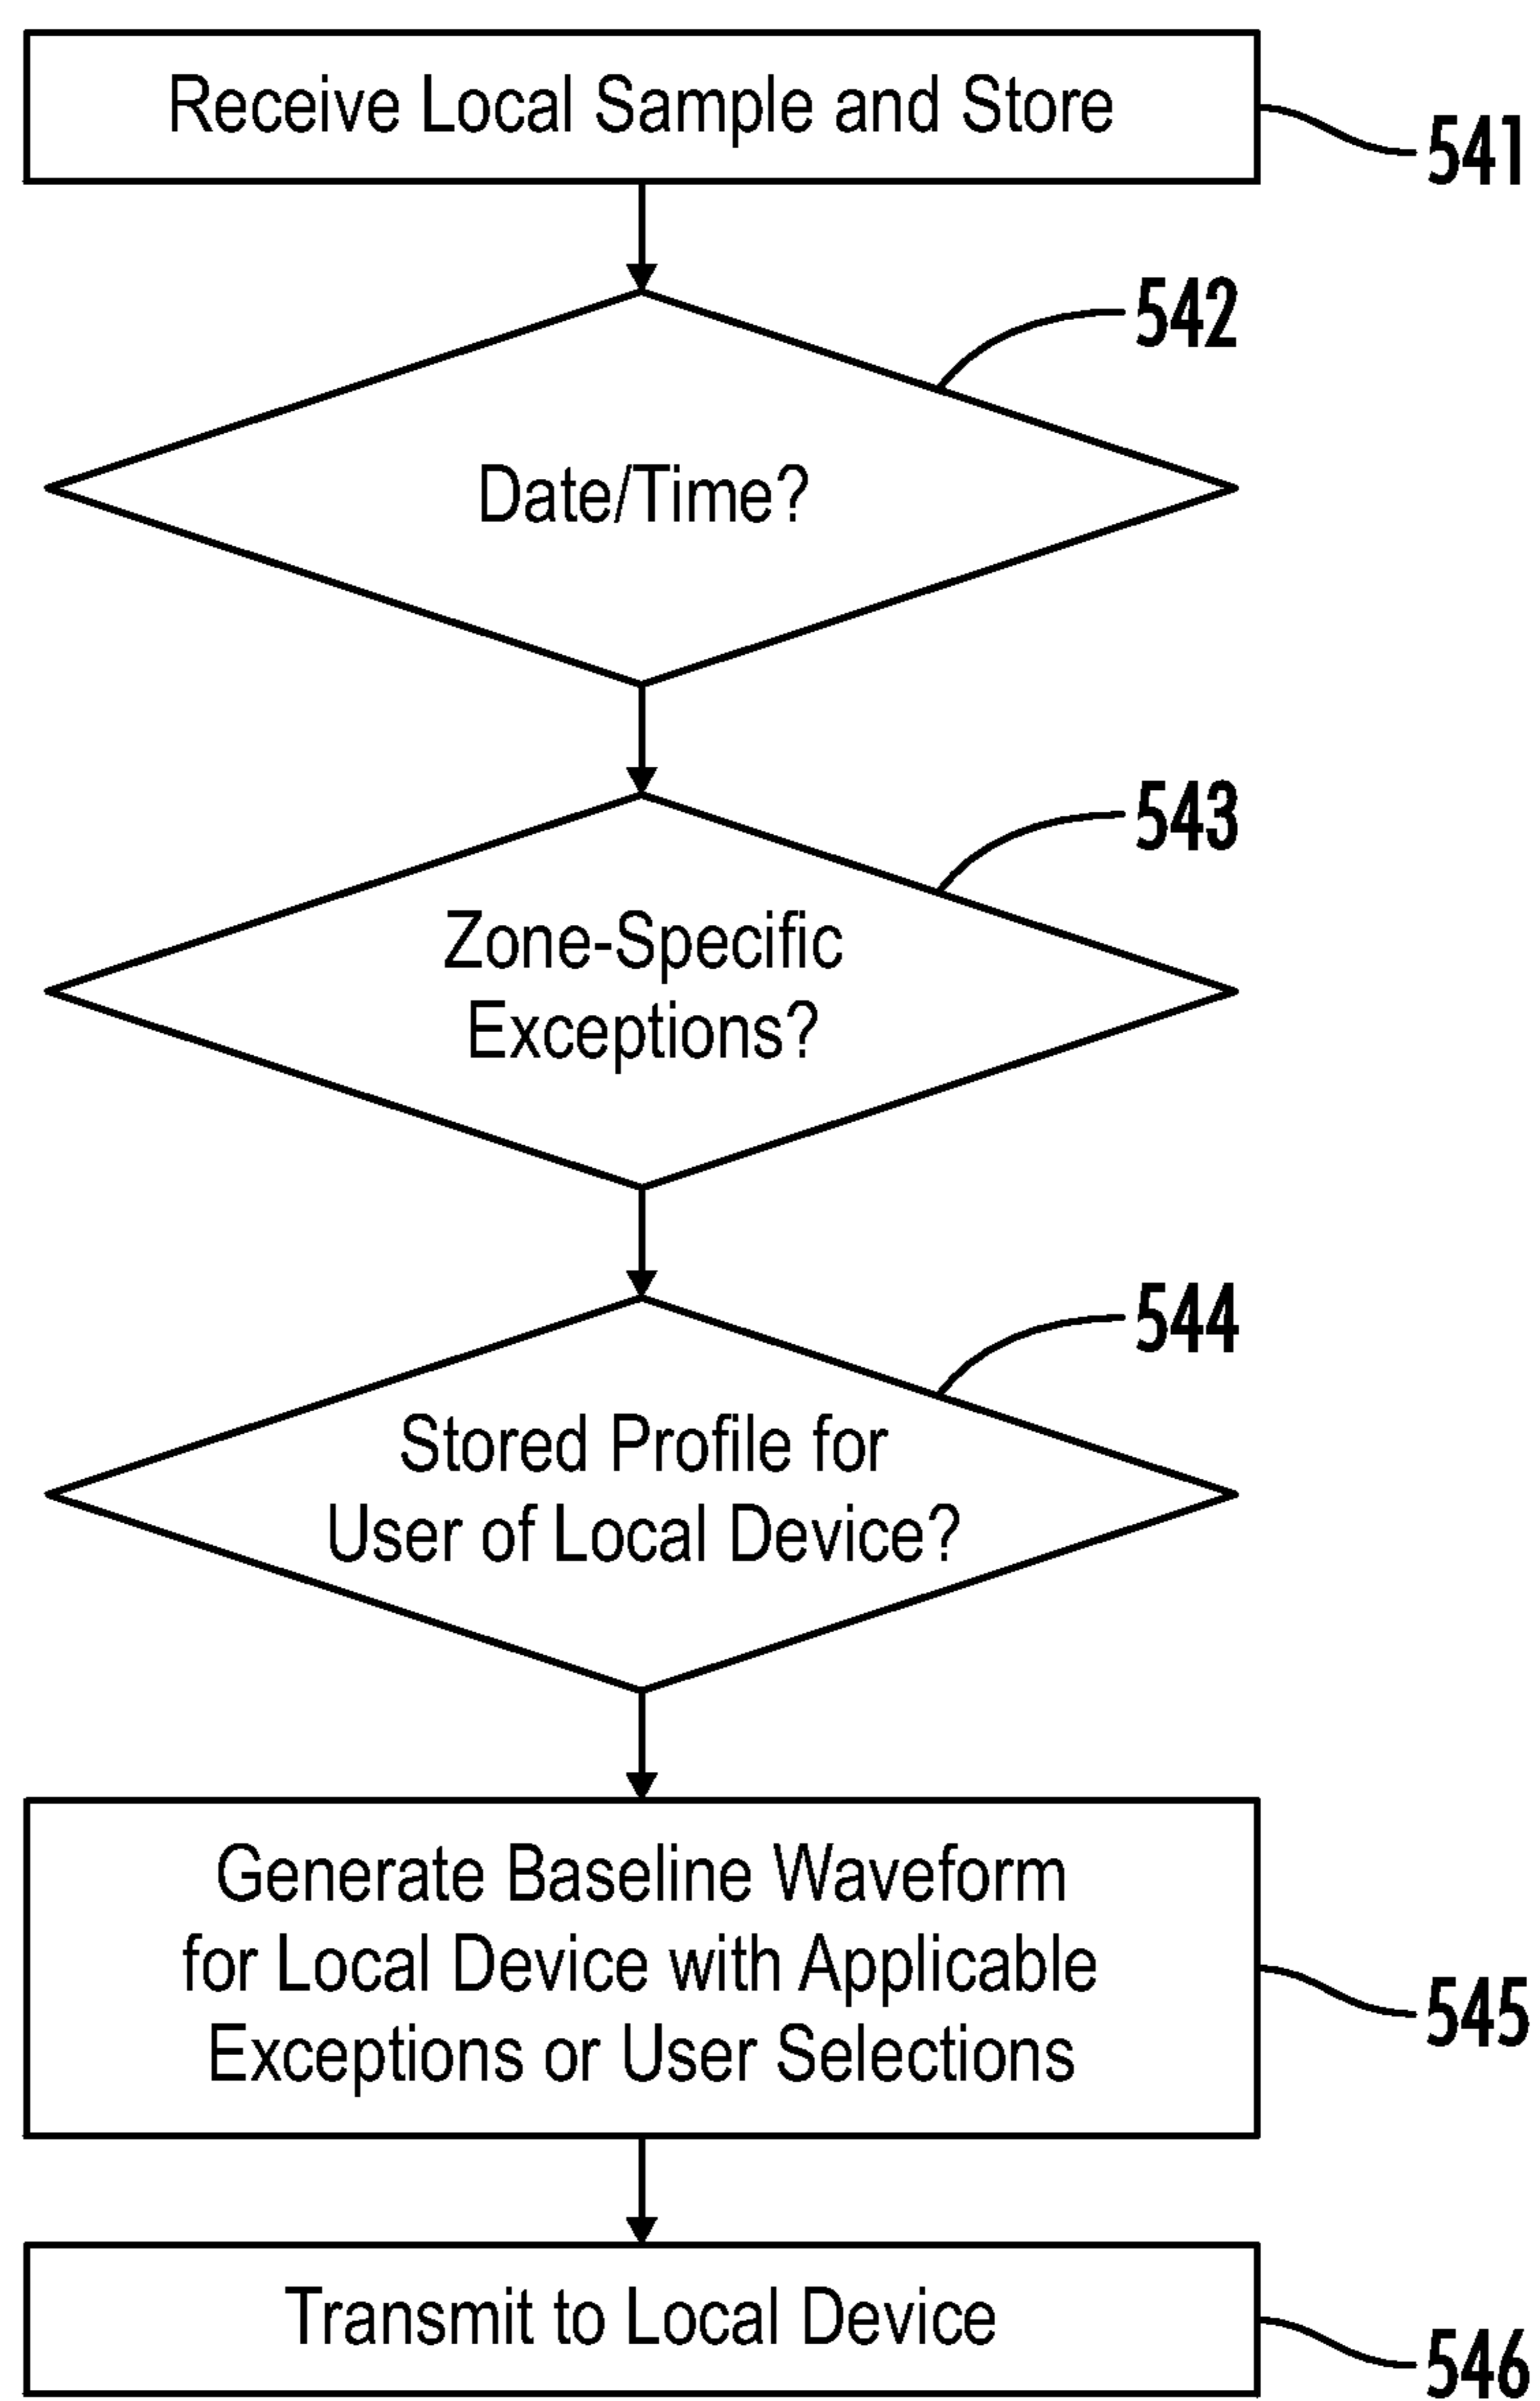 Receive Local Sample and Store
541
542
Date/Time?
543
Zone-Specific
Exceptions?
544
Stored Profile for
User of Local Device?
Generate Baseline Waveform
for Local Device with Applicable
Exceptions or User Selections
545
Transmit to Local Device
546